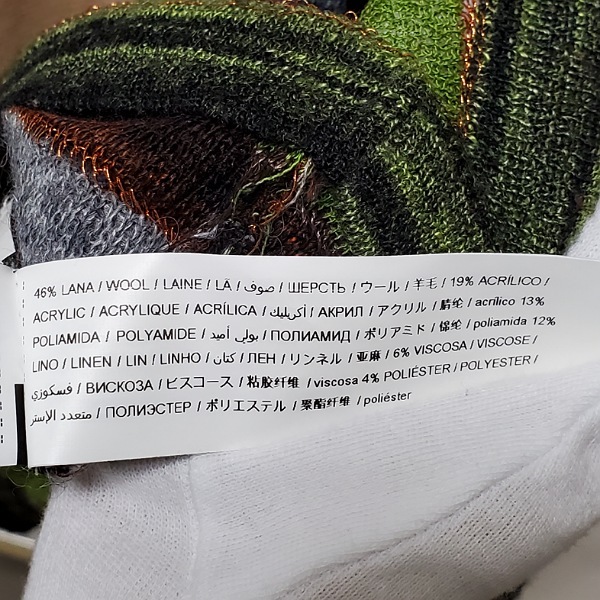 46% LANA / WOOL / LAINE / LÃ / صوف / ШЕРСТЬ / ウール / 羊毛 / 19% ACRÍLICO /
ACRYLIC / ACRYLIQUE / ACRÍLICA / أكريليك / АКРИЛ / アクリル / 腈纶 / acrílico 13%
POLIAMIDA / POLYAMIDE / بولي أميد / ПОЛИАМИД / ポリアミド / 锦纶 / poliamida 12%
LINO / LINEN / LIN / LINHO / كتان / ЛЕН / リンネル / 亚麻 / 6% VISCOSA / VISCOSE /
فسكوزي / ВИСКОЗА / ビスコース / 粘胶纤维 / viscosa 4% POLIÉSTER / POLYESTER /
متعدد الإستر / ПОЛИЭСТЕР / ポリエステル / 聚酯纤维 / poliéster